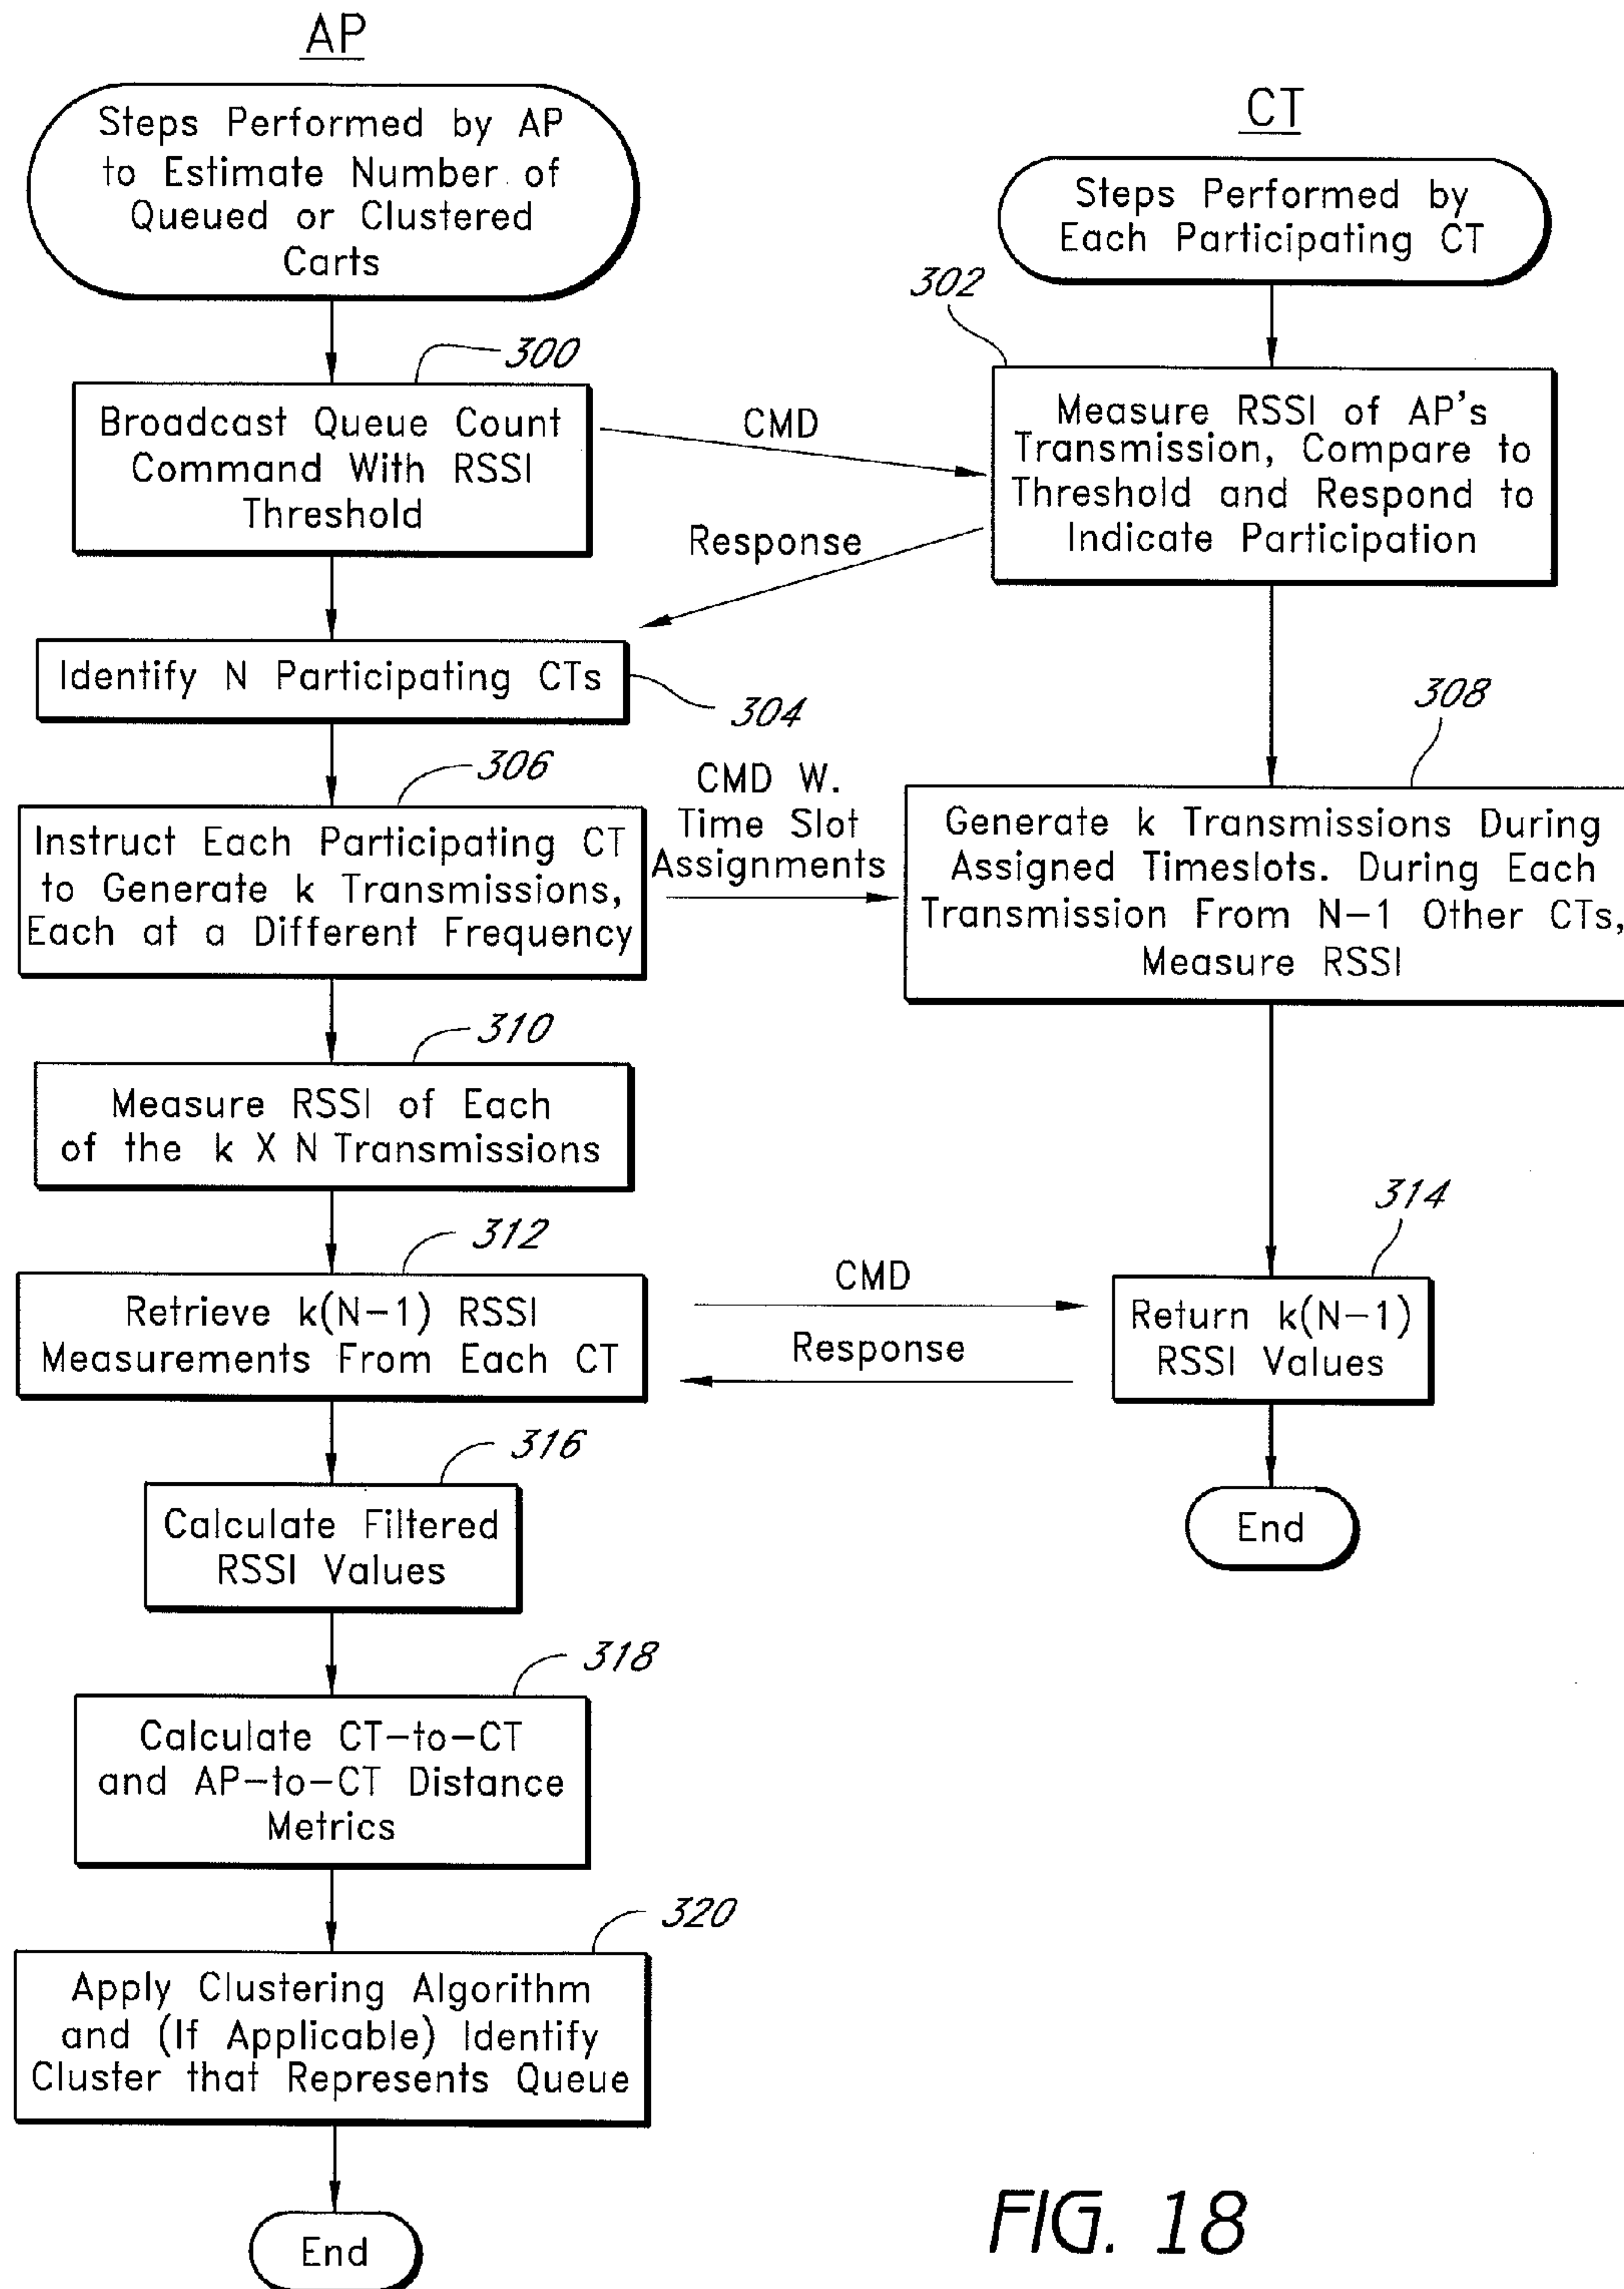 AP
Steps Performed by AP
to Estimate Number of
Queued or Clustered
Carts
CT
Steps Performed by
Each Participating CT
300
Broadcast Queue Count
Command With RSSI
Threshold
CMD
302
Measure RSSI of AP's
Transmission, Compare to
Threshold and Respond to
Indicate Participation
Response
Identify N Participating CTs
304
306
Instruct Each Participating CT
to Generate k Transmissions,
Each at a Different Frequency
CMD W.
Time Slot
Assignments
308
Generate k Transmissions During
Assigned Timeslots. During Each
Transmission From N-1 Other CTs,
Measure RSSI
310
Measure RSSI of Each
of the k X N Transmissions
312
Retrieve k(N-1) RSSI
Measurements From Each CT
CMD
Response
314
Return k(N-1)
RSSI Values
End
316
Calculate Filtered
RSSI Values
318
Calculate CT-to-CT
and AP-to-CT Distance
Metrics
320
Apply Clustering Algorithm
and (If Applicable) Identify
Cluster that Represents Queue
End
FIG. 18